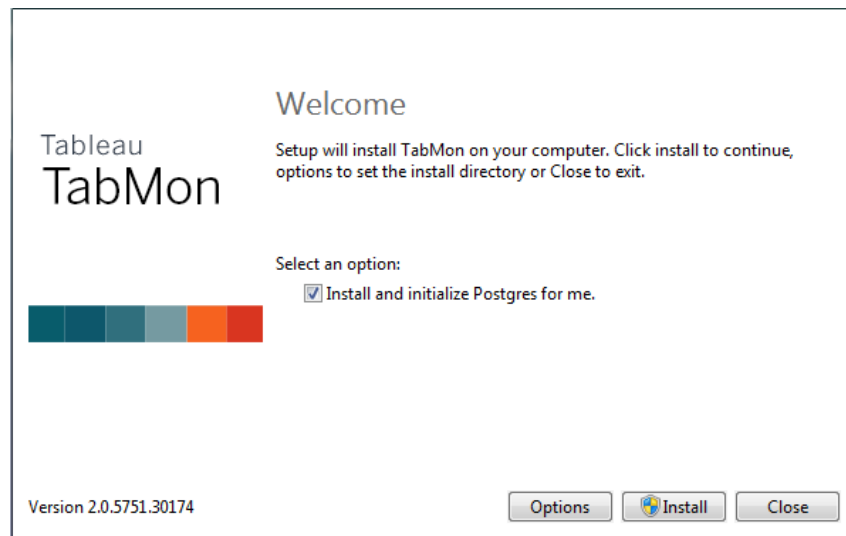 Welcome
Tableau
TabMon
Setup will install TabMon on your computer. Click install to continue,
options to set the install directory or Close to exit.
Select an option:
Install and initialize Postgres for me.
Version 2.0.5751.30174
Options
Install
Close